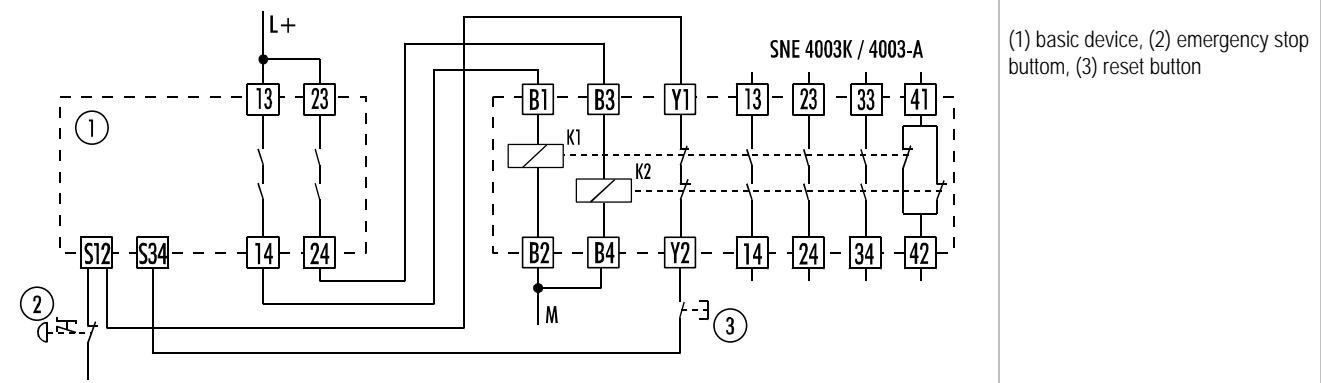 L+
SNE 4003K / 4003-A
13 23 B1 B3 Y1 13 23 33 41
1
K1
K2
S12 S34 14 24 B2 B4 Y2 14 24 34 42
2
M
3
(1) basic device, (2) emergency stop
buttom, (3) reset button